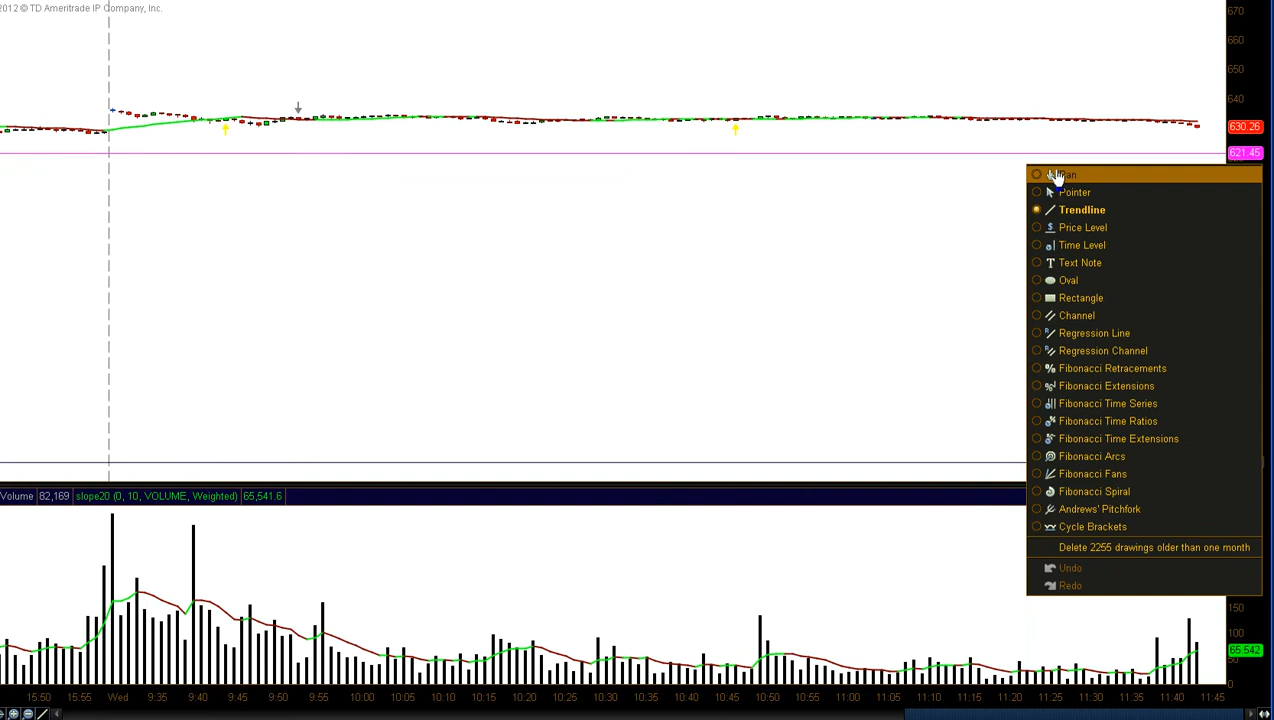 2012 © TD Ameritrade IP Company, Inc.
670
660
650
640
630.26
621.45
Pan
Pointer
Trendline
Price Level
Time Level
Text Note
Oval
Rectangle
Channel
Regression Line
Regression Channel
Fibonacci Retracements
Fibonacci Extensions
Fibonacci Time Series
Fibonacci Time Ratios
Fibonacci Time Extensions
Fibonacci Arcs
Fibonacci Fans
Fibonacci Spiral
Andrews' Pitchfork
Cycle Brackets
Delete 2255 drawings older than one month
Undo
Redo
Volume 82,169 slope20 (0, 10, VOLUME, Weighted) 65,541.6
150
100
65,542
50
0
15:50 15:55 Wed 9:35 9:40 9:45 9:50 9:55 10:00 10:05 10:10 10:15 10:20 10:25 10:30 10:35 10:40 10:45 10:50 10:55 11:00 11:05 11:10 11:15 11:20 11:25 11:30 11:35 11:40 11:45